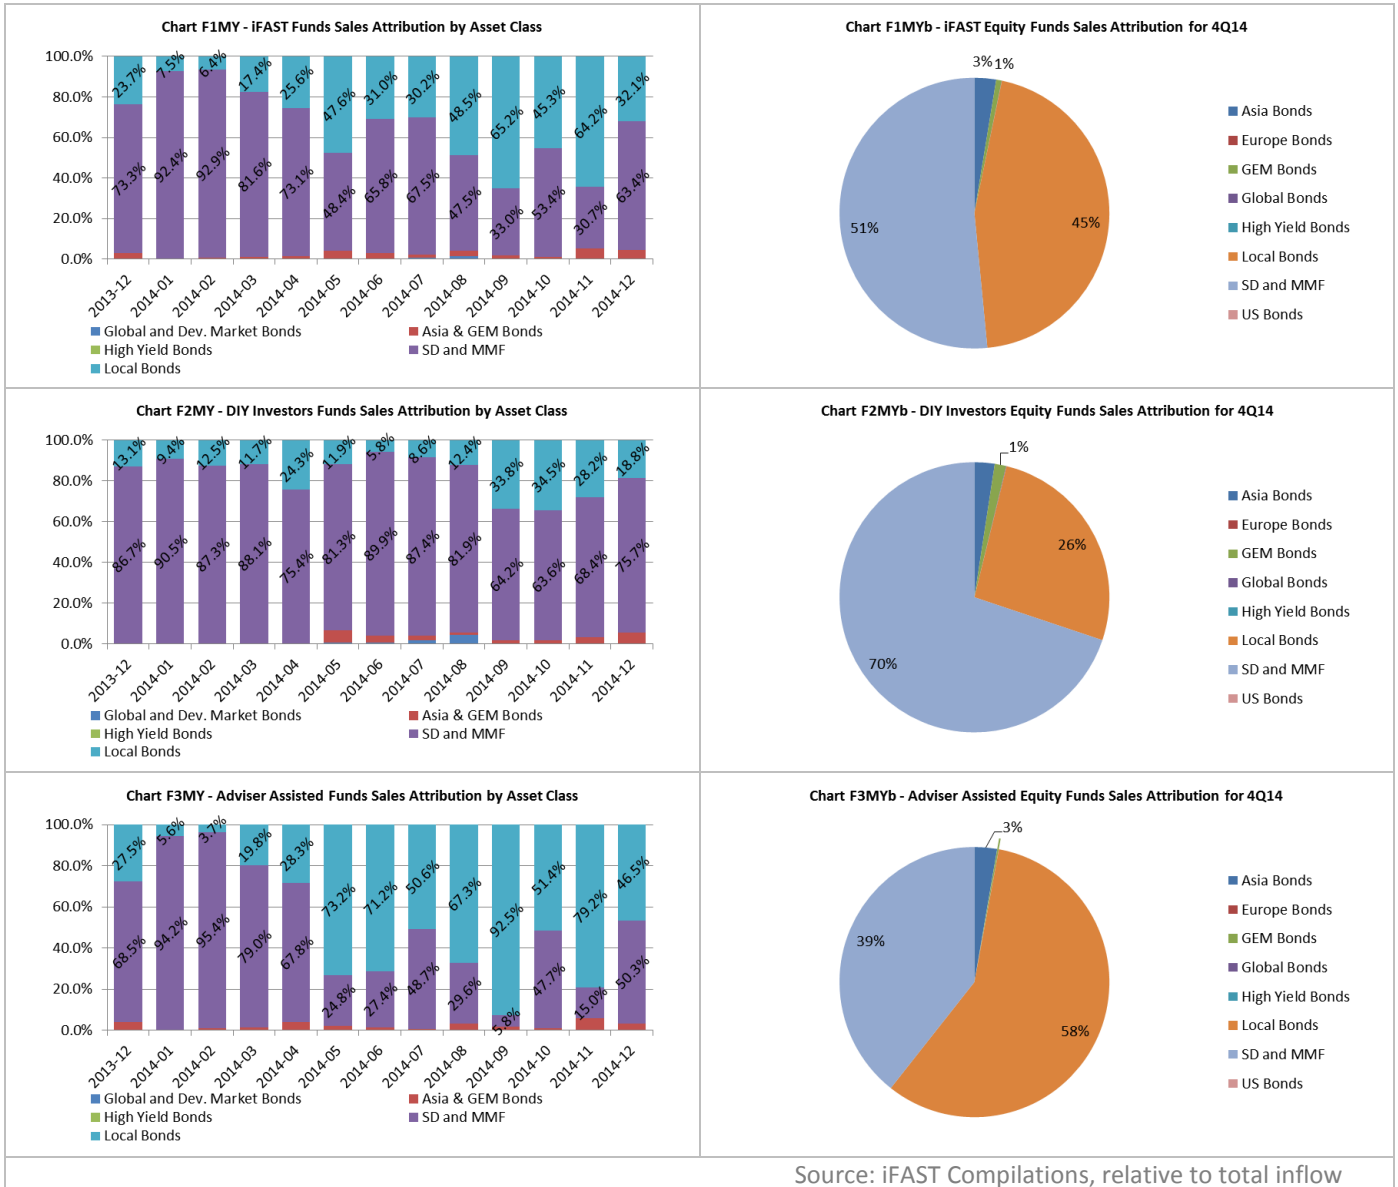 Chart F1MY - iFAST Funds Sales Attribution by Asset Class
100.0%
80.0%
60.0%
40.0%
20.0%
0.0%
23.7% 7.5% 6.4% 17.4% 25.6% 47.6% 31.0% 30.2% 48.5% 65.2% 45.3% 64.2% 32.1%
73.3% 92.4% 92.9% 81.6% 73.1% 48.4% 65.8% 67.5% 47.5% 33.0% 53.4% 30.7% 63.4%
2013-12 2014-01 2014-02 2014-03 2014-04 2014-05 2014-06 2014-07 2014-08 2014-09 2014-10 2014-11 2014-12
Global and Dev. Market Bonds Asia & GEM Bonds
High Yield Bonds SD and MMF
Local Bonds
Chart F1MYb - iFAST Equity Funds Sales Attribution for 4Q14
3% 1%
45%
51%
Asia Bonds
Europe Bonds
GEM Bonds
Global Bonds
High Yield Bonds
Local Bonds
SD and MMF
US Bonds
Chart F2MY - DIY Investors Funds Sales Attribution by Asset Class
100.0%
80.0%
60.0%
40.0%
20.0%
0.0%
13.1% 9.4% 12.5% 11.7% 24.3% 11.9% 5.8% 8.6% 12.4% 33.8% 34.5% 28.2% 18.8%
86.7% 90.5% 87.3% 88.1% 75.4% 81.3% 89.9% 87.4% 81.9% 64.2% 63.6% 68.4% 75.7%
2013-12 2014-01 2014-02 2014-03 2014-04 2014-05 2014-06 2014-07 2014-08 2014-09 2014-10 2014-11 2014-12
Global and Dev. Market Bonds Asia & GEM Bonds
High Yield Bonds SD and MMF
Local Bonds
Chart F2MYb - DIY Investors Equity Funds Sales Attribution for 4Q14
1%
26%
70%
Asia Bonds
Europe Bonds
GEM Bonds
Global Bonds
High Yield Bonds
Local Bonds
SD and MMF
US Bonds
Chart F3MY - Adviser Assisted Funds Sales Attribution by Asset Class
100.0%
80.0%
60.0%
40.0%
20.0%
0.0%
27.5% 5.6% 3.7% 19.8% 28.3% 73.2% 71.2% 50.6% 67.3% 92.5% 51.4% 79.2% 46.5%
68.5% 94.2% 95.4% 79.0% 67.8% 24.8% 27.4% 48.7% 29.6% 5.8% 47.7% 15.0% 50.3%
2013-12 2014-01 2014-02 2014-03 2014-04 2014-05 2014-06 2014-07 2014-08 2014-09 2014-10 2014-11 2014-12
Global and Dev. Market Bonds Asia & GEM Bonds
High Yield Bonds SD and MMF
Local Bonds
Chart F3MYb - Adviser Assisted Equity Funds Sales Attribution for 4Q14
3%
39%
58%
Asia Bonds
Europe Bonds
GEM Bonds
Global Bonds
High Yield Bonds
Local Bonds
SD and MMF
US Bonds
Source: iFAST Compilations, relative to total inflow